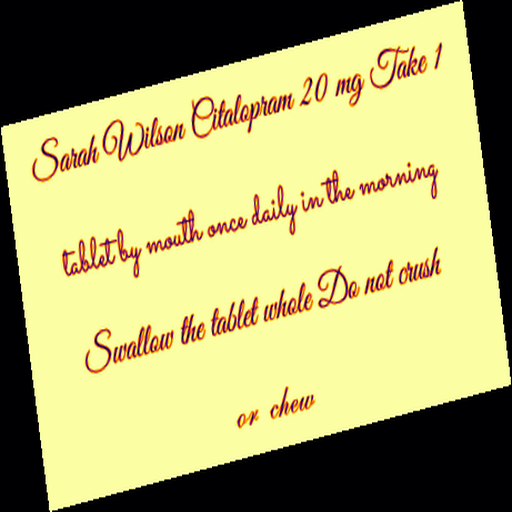 Sarah Wilson Citalopram 20 mg Take 1
tablet by mouth once daily in the morning
Swallow the tablet whole Do not crush
or chew